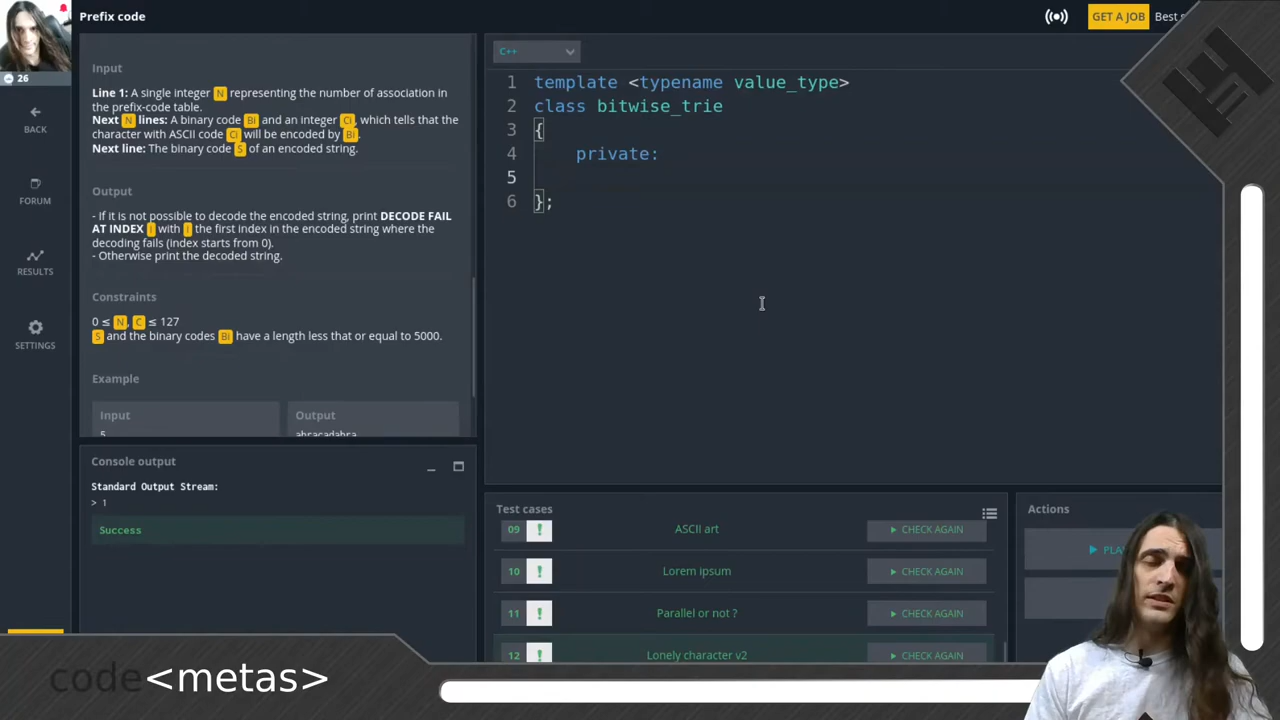 Prefix code
GET A JOB
Best
26
BACK
FORUM
RESULTS
SETTINGS
Input
Line 1: A single integer N representing the number of association in
the prefix-code table.
Next N lines: A binary code Bi and an integer Ci, which tells that the
character with ASCII code Ci will be encoded by Bi.
Next line: The binary code S of an encoded string.
Output
- If it is not possible to decode the encoded string, print DECODE FAIL
AT INDEX i with i the first index in the encoded string where the
decoding fails (index starts from 0).
- Otherwise print the decoded string.
Constraints
0 ≤ N, C ≤ 127
S and the binary codes Bi have a length less that or equal to 5000.
Example
Input
5
Output
abracadabra
Console output
Standard Output Stream:
> 1
Success
C++
1 template <typename value_type>
2 class bitwise_trie
3 {
4 private:
5
6 };
Test cases
09 ! ASCII art CHECK AGAIN
10 ! Lorem ipsum CHECK AGAIN
11 ! Parallel or not ? CHECK AGAIN
12 ! Lonely character v2 CHECK AGAIN
Actions
code<metas>